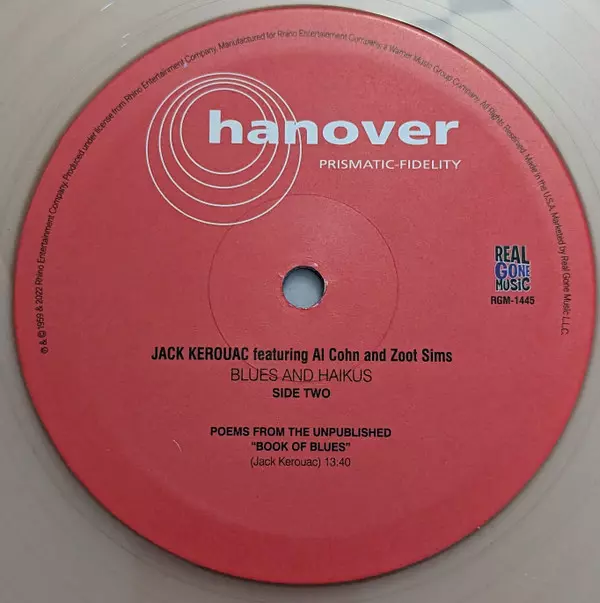 ℗ & © 1959 & 2022 Rhino Entertainment Company. Produced under license from Rhino Entertainment Company. Manufactured for Rhino Entertainment Company, a Warner Music Group Company. All Rights Reserved. Made in the U.S.A. Marketed by Real Gone Music L.L.C.
hanover
PRISMATIC-FIDELITY
REAL
GONE
MUSIC
RGM-1445
JACK KEROUAC featuring Al Cohn and Zoot Sims
BLUES AND HAIKUS
SIDE TWO
POEMS FROM THE UNPUBLISHED
"BOOK OF BLUES"
(Jack Kerouac) 13:40